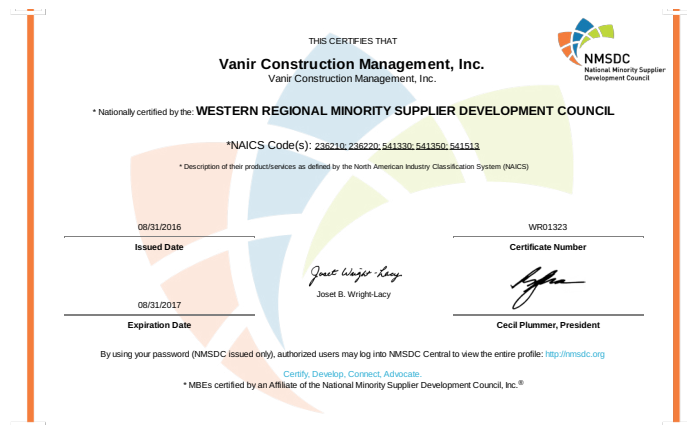 THIS CERTIFIES THAT
NMSDC
National Minority Supplier
Development Council
Vanir Construction Management, Inc.
Vanir Construction Management, Inc.
* Nationally certified by the: WESTERN REGIONAL MINORITY SUPPLIER DEVELOPMENT COUNCIL
*NAICS Code(s): 236210; 236220; 541330; 541350; 541513
* Description of their product/services as defined by the North American Industry Classification System (NAICS)
08/31/2016
WR01323
Issued Date
Certificate Number
Joset Wright-Lacy
Joset B. Wright-Lacy
08/31/2017
Expiration Date
Cecil Plummer, President
By using your password (NMSDC issued only), authorized users may log into NMSDC Central to view the entire profile: http://nmsdc.org
Certify, Develop, Connect, Advocate.
* MBEs certified by an Affiliate of the National Minority Supplier Development Council, Inc.®